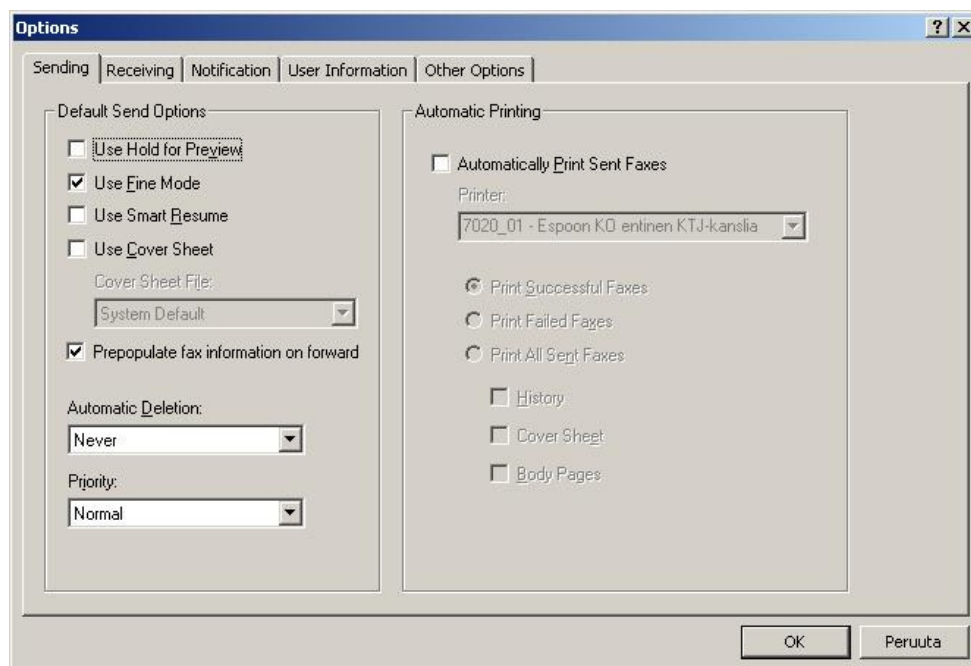 Options
Sending
Receiving
Notification
User Information
Other Options
Default Send Options
Use Hold for Preview
Use Fine Mode
Use Smart Resume
Use Cover Sheet
Cover Sheet File:
System Default
Prepopulate fax information on forward
Automatic Deletion:
Never
Priority:
Normal
Automatic Printing
Automatically Print Sent Faxes
Printer:
7020_01 - Espoon KO entinen KTJ-kanslia
Print Successful Faxes
Print Failed Faxes
Print All Sent Faxes
History
Cover Sheet
Body Pages
OK
Peruuta